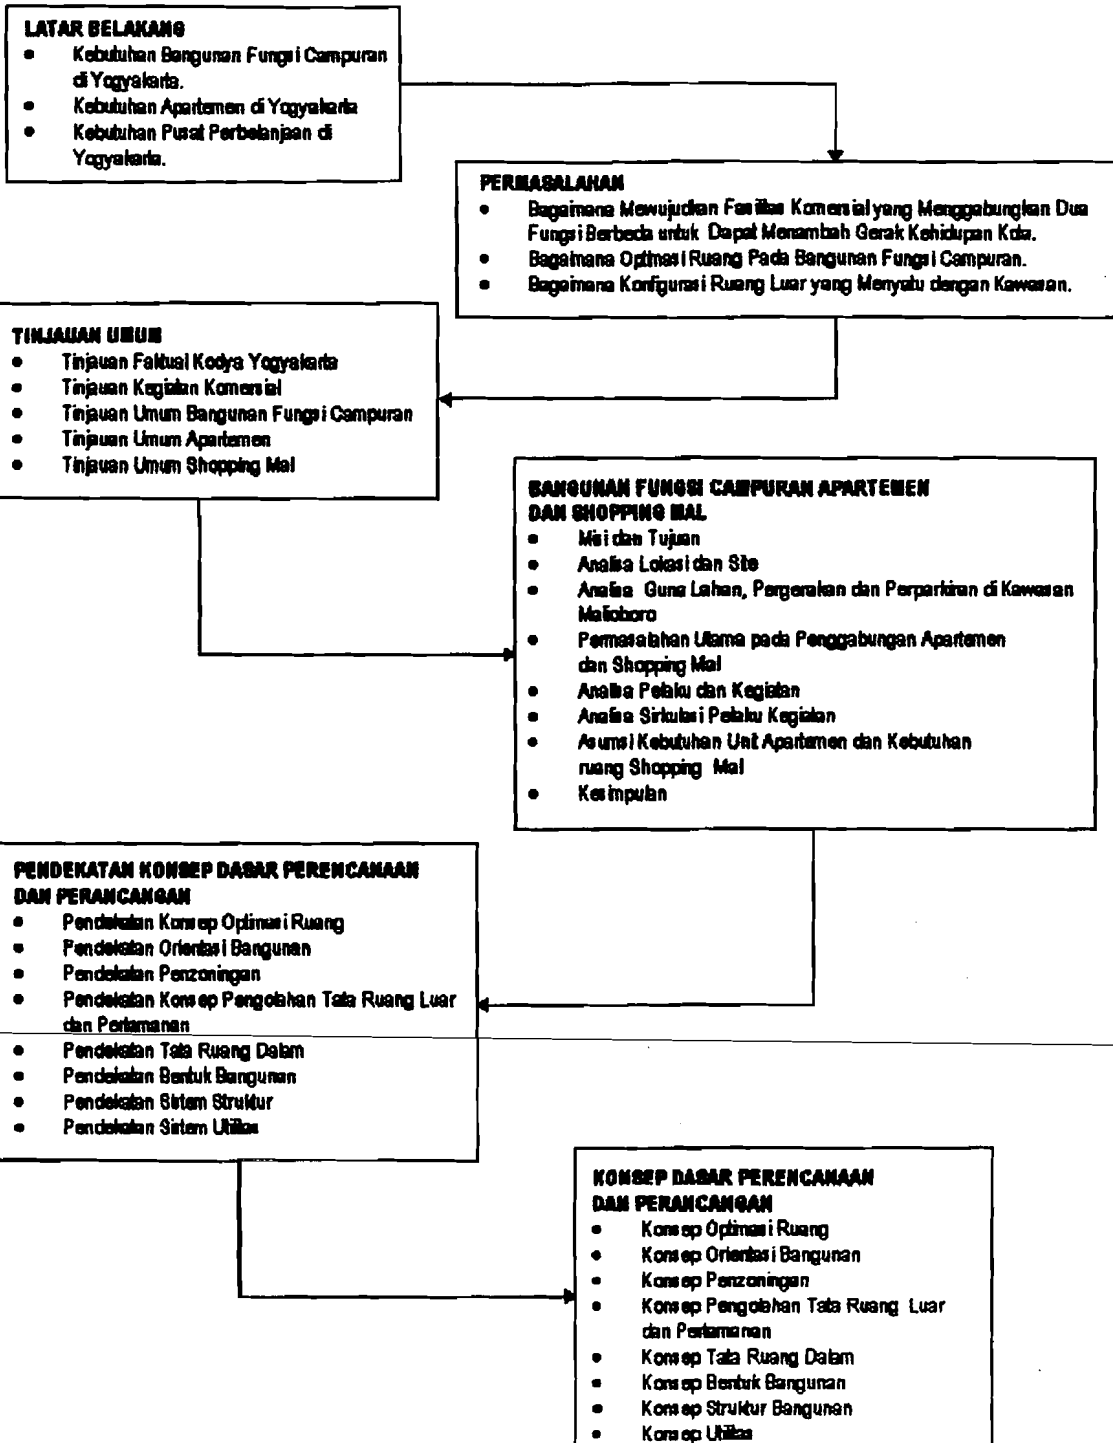 LATAR BELAKANG
• Kebutuhan Bangunan Fungsi Campuran
di Yogyakarta.
• Kebutuhan Apartemen di Yogyakarta
• Kebutuhan Pusat Perbelanjaan di
Yogyakarta.
PERMASALAHAN
• Bagaimana Mewujudkan Fasilitas Komersial yang Menggabungkan Dua
Fungsi Berbeda untuk Dapat Menambah Gerak Kehidupan Kota.
• Bagaimana Optimasi Ruang Pada Bangunan Fungsi Campuran.
• Bagaimana Konfigurasi Ruang Luar yang Menyatu dengan Kawasan.
TINJAUAN UMUM
• Tinjauan Faktual Kodya Yogyakarta
• Tinjauan Kegiatan Komersial
• Tinjauan Umum Bangunan Fungsi Campuran
• Tinjauan Umum Apartemen
• Tinjauan Umum Shopping Mal
BANGUNAN FUNGSI CAMPURAN APARTEMEN
DAN SHOPPING MAL
• Misi dan Tujuan
• Analisa Lokasi dan Site
• Analisa Guna Lahan, Pergerakan dan Perparkiran di Kawasan
Malioboro
• Permasalahan Utama pada Penggabungan Apartemen
dan Shopping Mal
• Analisa Pelaku dan Kegiatan
• Analisa Sirkulasi Pelaku Kegiatan
• Asumsi Kebutuhan Unit Apartemen dan Kebutuhan
ruang Shopping Mal
• Kesimpulan
PENDEKATAN KONSEP DASAR PERENCANAAN
DAN PERANCANGAN
• Pendekatan Konsep Optimasi Ruang
• Pendekatan Orientasi Bangunan
• Pendekatan Penzoningan
• Pendekatan Konsep Pengolahan Tata Ruang Luar
dan Pertamanan
• Pendekatan Tata Ruang Dalam
• Pendekatan Bentuk Bangunan
• Pendekatan Sistem Struktur
• Pendekatan Sistem Utilitas
KONSEP DASAR PERENCANAAN
DAN PERANCANGAN
• Konsep Optimasi Ruang
• Konsep Orientasi Bangunan
• Konsep Penzoningan
• Konsep Pengolahan Tata Ruang Luar
dan Pertamanan
• Konsep Tata Ruang Dalam
• Konsep Bentuk Bangunan
• Konsep Struktur Bangunan
• Konsep Utilitas